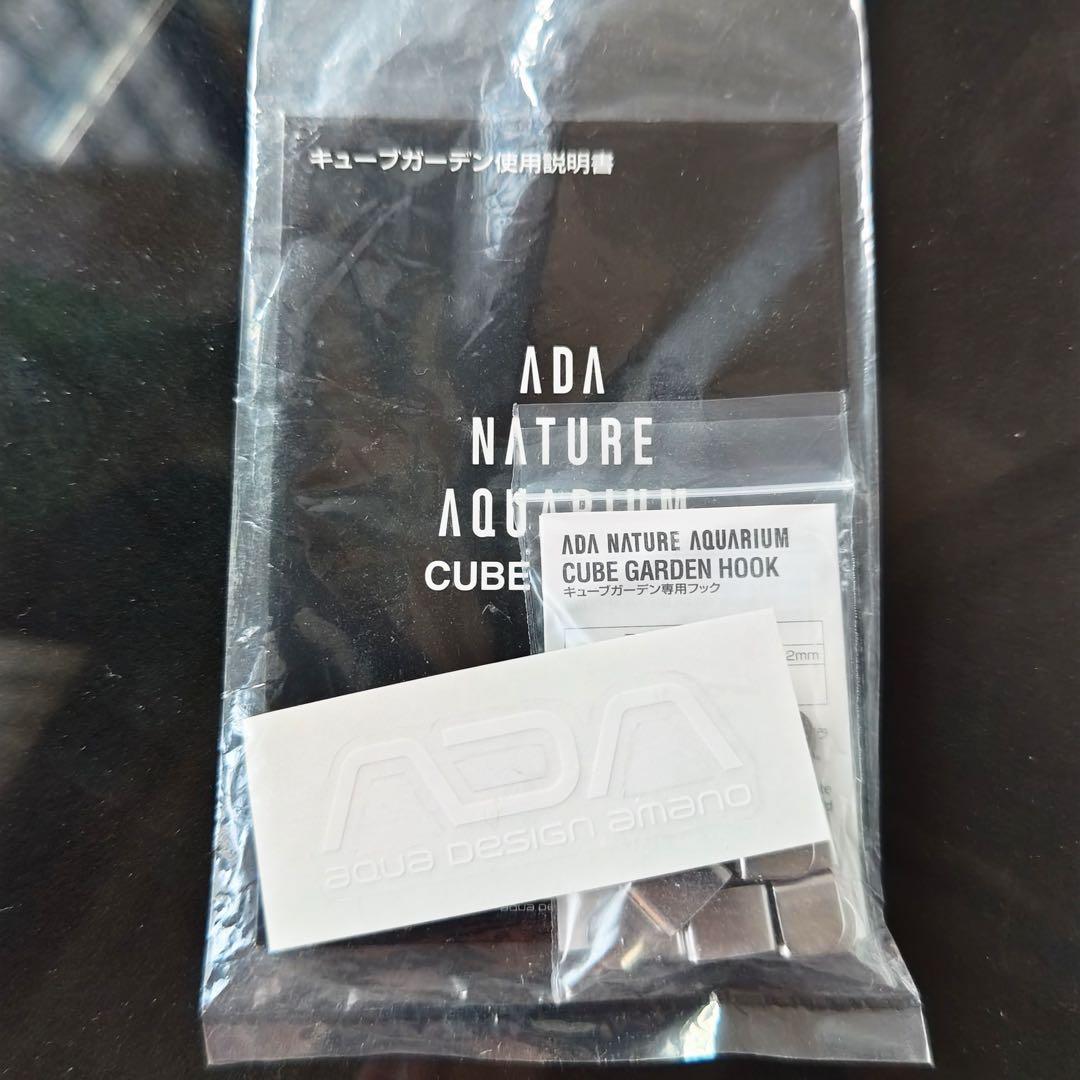 キューブガーデン使用説明書
ADA
NATURE
AQUARIUM
CUBE
ADA NATURE AQUARIUM
CUBE GARDEN HOOK
キューブガーデン専用フック
2mm
ADA
aqua Design amano
aqua De